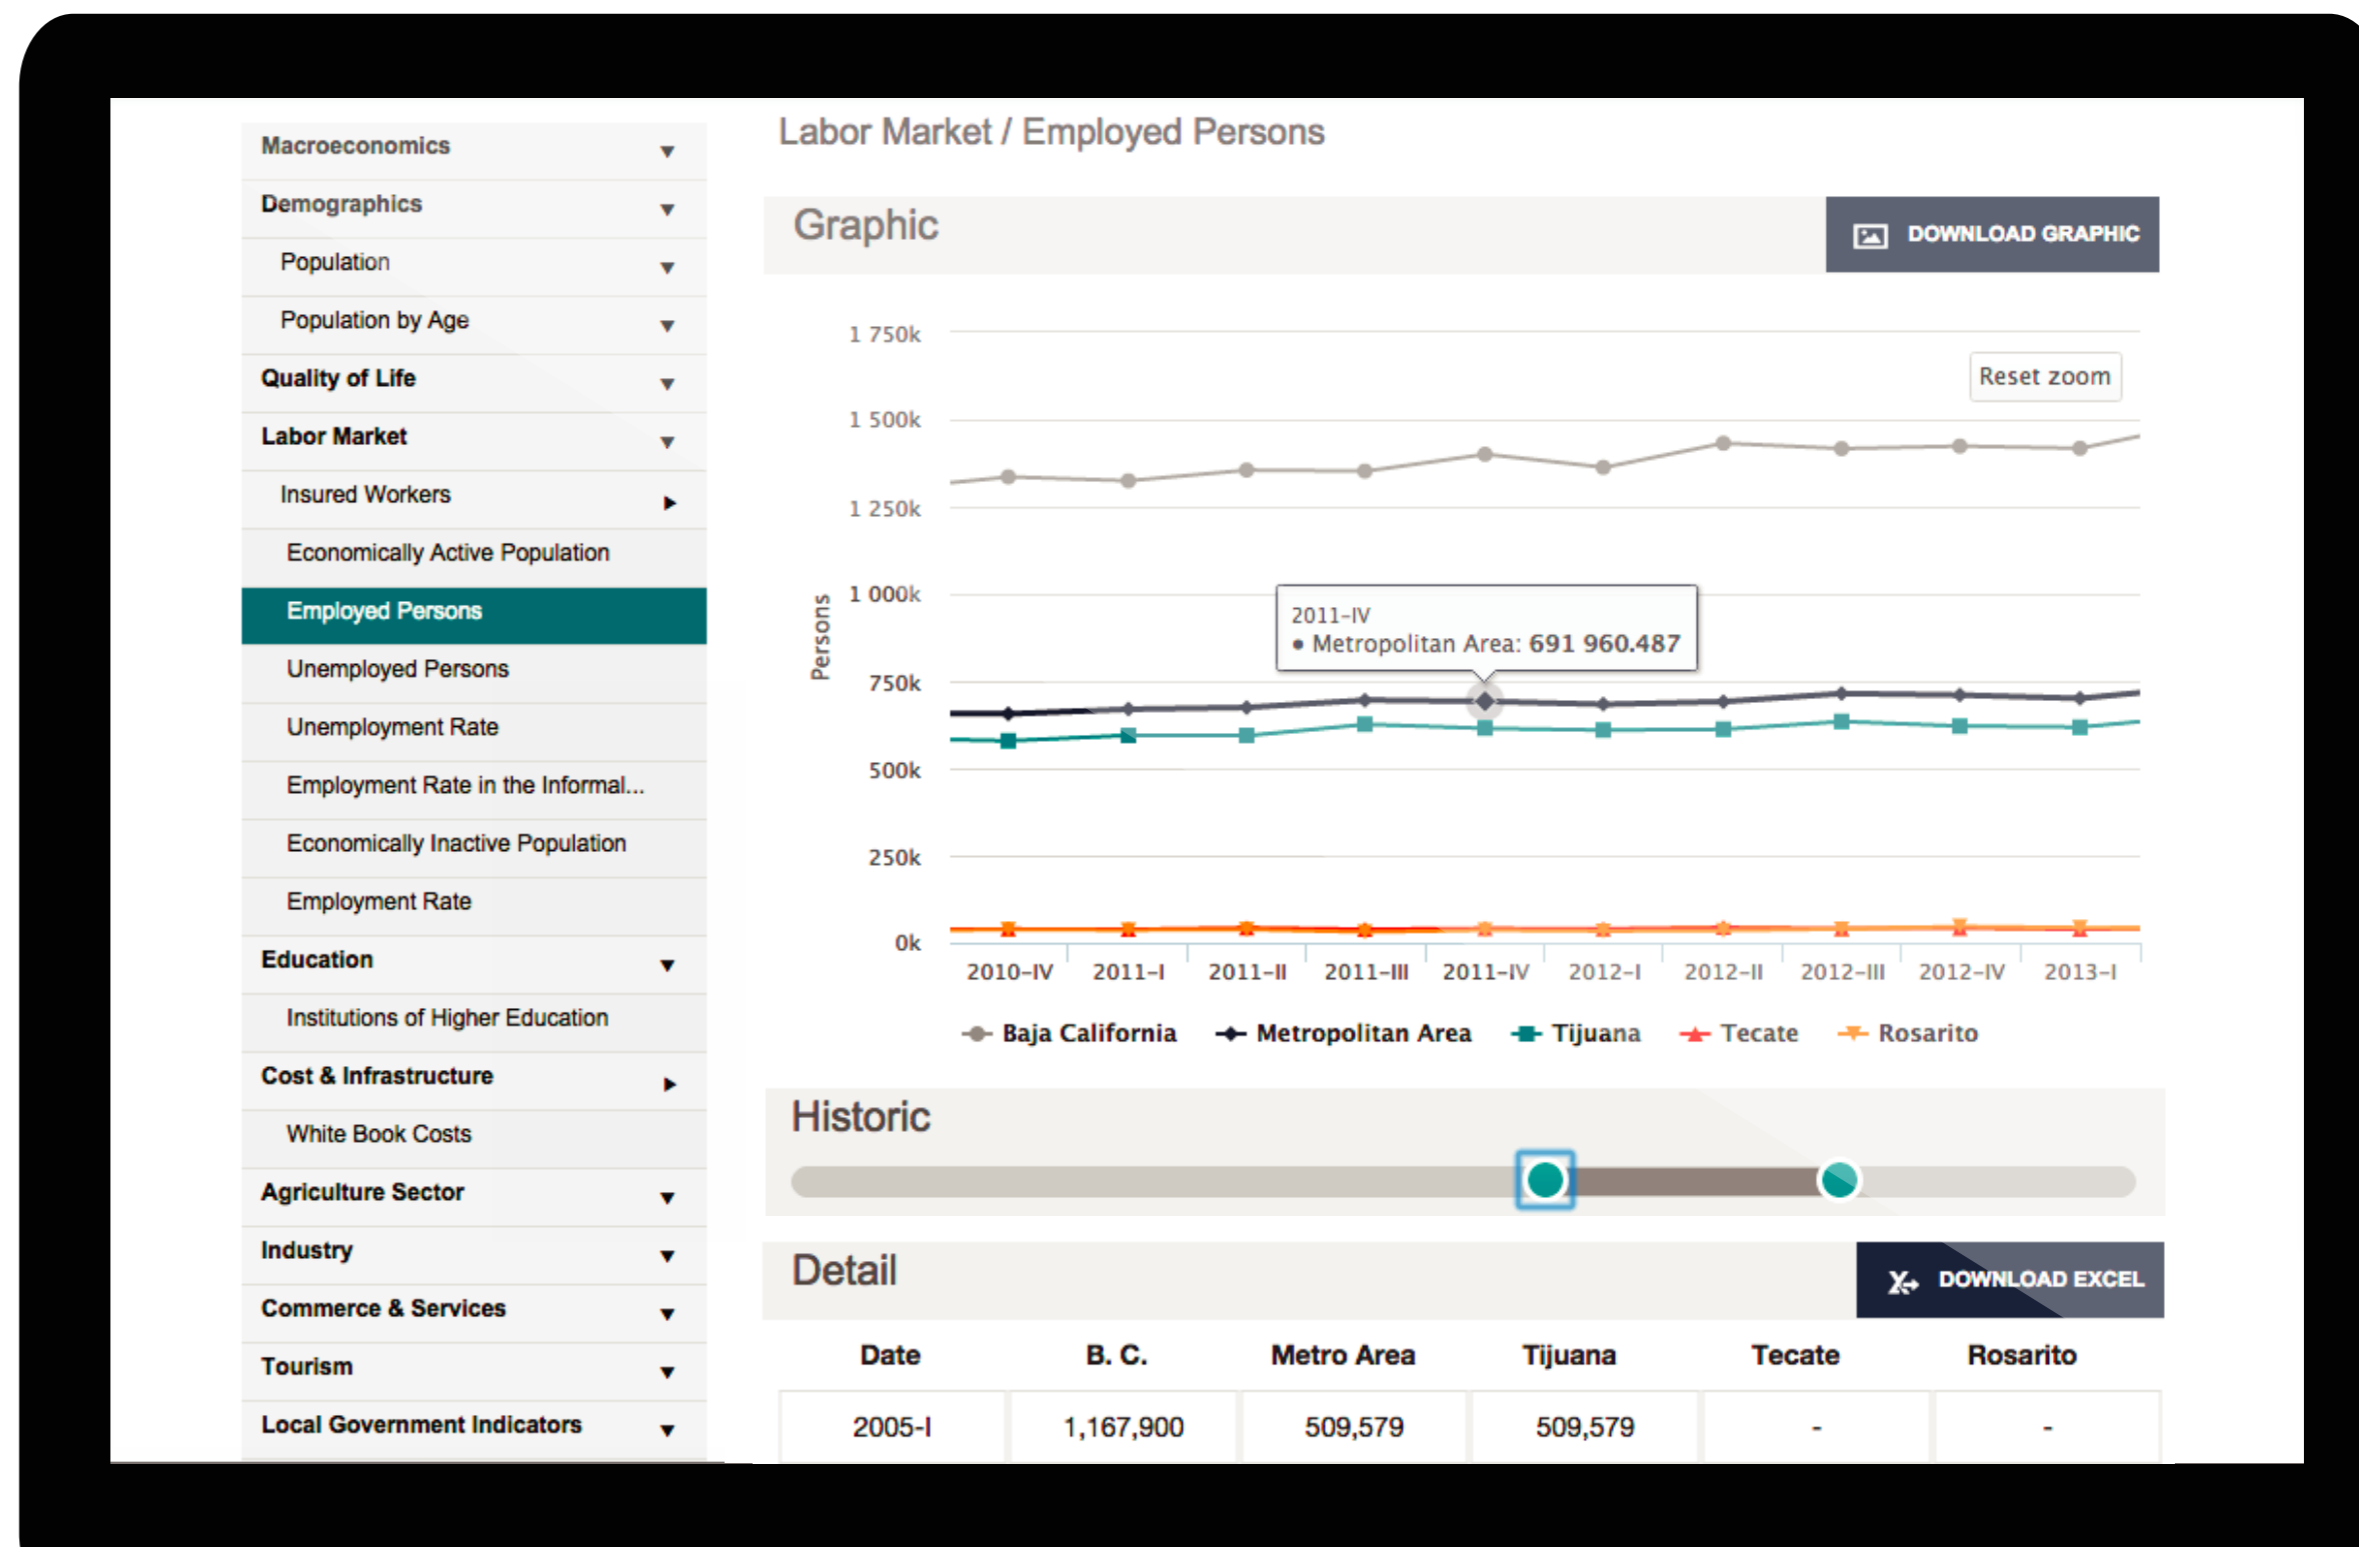 Macroeconomics
Demographics
Population
Population by Age
Quality of Life
Labor Market
Insured Workers
Economically Active Population
Employed Persons
Unemployed Persons
Unemployment Rate
Employment Rate in the Informal...
Economically Inactive Population
Employment Rate
Education
Institutions of Higher Education
Cost & Infrastructure
White Book Costs
Agriculture Sector
Industry
Commerce & Services
Tourism
Local Government Indicators
Labor Market / Employed Persons
Graphic
DOWNLOAD GRAPHIC
Reset zoom
1 750k
1 500k
1 250k
1 000k
750k
500k
250k
0k
Persons
2011-IV
• Metropolitan Area: 691 960.487
2010-IV 2011-I 2011-II 2011-III 2011-IV 2012-I 2012-II 2012-III 2012-IV 2013-I
Baja California Metropolitan Area Tijuana Tecate Rosarito
Historic
Detail
DOWNLOAD EXCEL
Date B. C. Metro Area Tijuana Tecate Rosarito
2005-I 1,167,900 509,579 509,579 - -